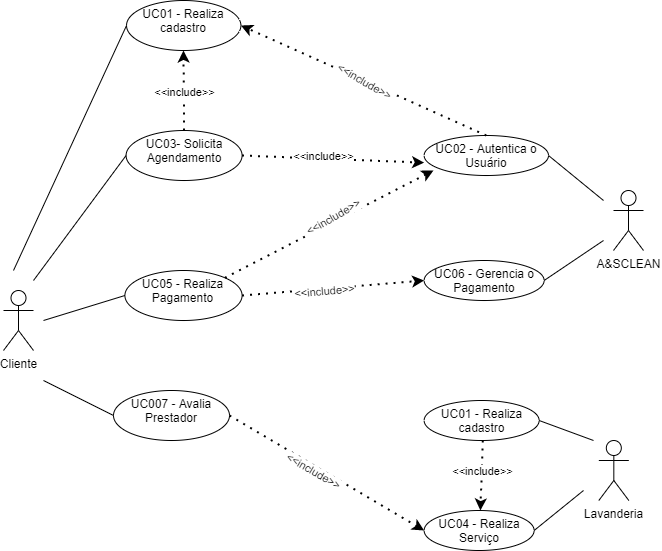 UC01 - Realiza
cadastro
<<include>>
<<include>>
UC03- Solicita
Agendamento
<<include>>
UC02 - Autentica o
Usuário
<<include>>
A&SCLEAN
UC05 - Realiza
Pagamento
<<include>>
UC06 - Gerencia o
Pagamento
Cliente
UC007 - Avalia
Prestador
UC01 - Realiza
cadastro
<<include>>
<<include>>
Lavanderia
UC04 - Realiza
Serviço